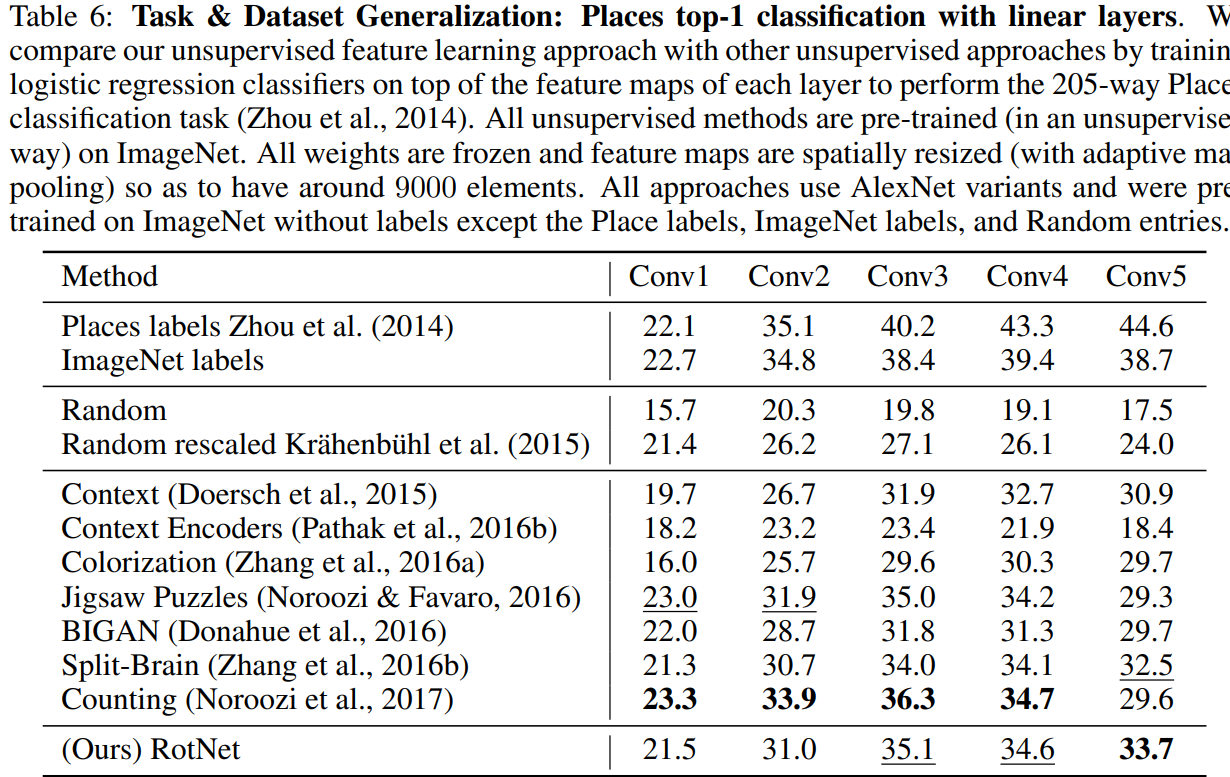 Table 6: Task & Dataset Generalization: Places top-1 classification with linear layers. W
compare our unsupervised feature learning approach with other unsupervised approaches by trainin
logistic regression classifiers on top of the feature maps of each layer to perform the 205-way Place
classification task (Zhou et al., 2014). All unsupervised methods are pre-trained (in an unsupervise
way) on ImageNet. All weights are frozen and feature maps are spatially resized (with adaptive ma
pooling) so as to have around 9000 elements. All approaches use AlexNet variants and were pre
trained on ImageNet without labels except the Place labels, ImageNet labels, and Random entries.
Method Conv1 Conv2 Conv3 Conv4 Conv5
Places labels Zhou et al. (2014) 22.1 35.1 40.2 43.3 44.6
ImageNet labels 22.7 34.8 38.4 39.4 38.7
Random 15.7 20.3 19.8 19.1 17.5
Random rescaled Krähenbühl et al. (2015) 21.4 26.2 27.1 26.1 24.0
Context (Doersch et al., 2015) 19.7 26.7 31.9 32.7 30.9
Context Encoders (Pathak et al., 2016b) 18.2 23.2 23.4 21.9 18.4
Colorization (Zhang et al., 2016a) 16.0 25.7 29.6 30.3 29.7
Jigsaw Puzzles (Noroozi & Favaro, 2016) 23.0 31.9 35.0 34.2 29.3
BIGAN (Donahue et al., 2016) 22.0 28.7 31.8 31.3 29.7
Split-Brain (Zhang et al., 2016b) 21.3 30.7 34.0 34.1 32.5
Counting (Noroozi et al., 2017) 23.3 33.9 36.3 34.7 29.6
(Ours) RotNet 21.5 31.0 35.1 34.6 33.7